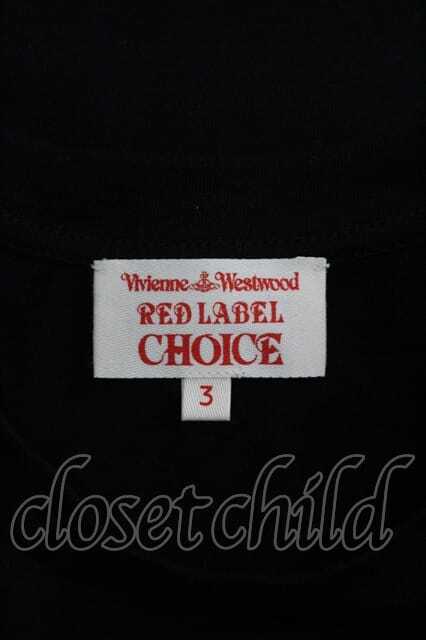 Vivienne Westwood
RED LABEL
CHOICE
3
closet child